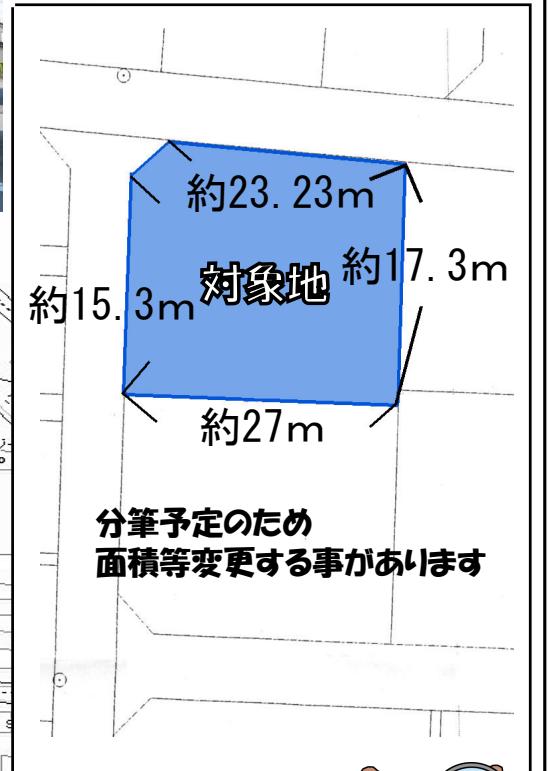 約23.23m
対象地
約17.3m
約15.3m
約27m
分筆予定のため
面積等変更する事があります